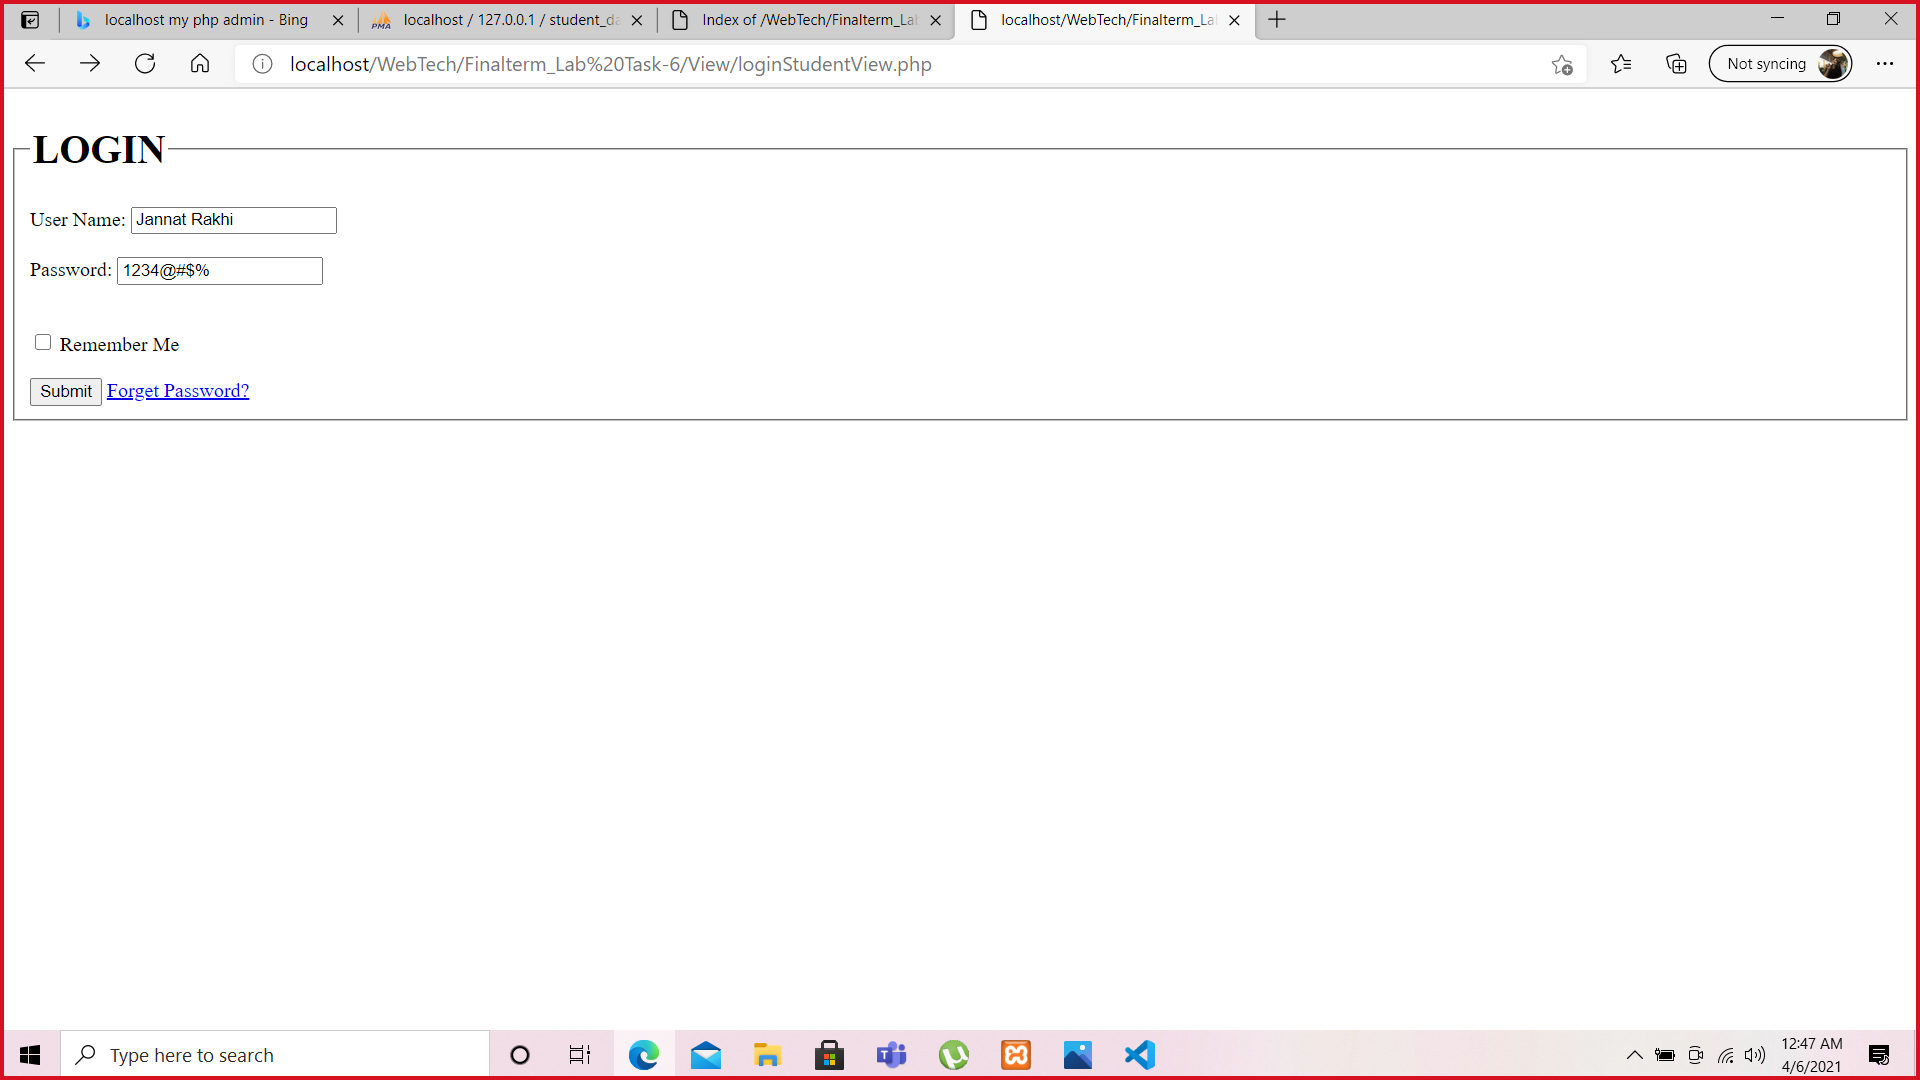 localhost my php admin - Bing
localhost / 127.0.0.1 / student_da
Index of /WebTech/Finalterm_La
localhost/WebTech/Finalterm_La
localhost/WebTech/Finalterm_Lab%20Task-6/View/loginStudentView.php
Not syncing
LOGIN
User Name: Jannat Rakhi
Password: 1234@#$%
Remember Me
Submit Forget Password?
Type here to search
12:47 AM
4/6/2021